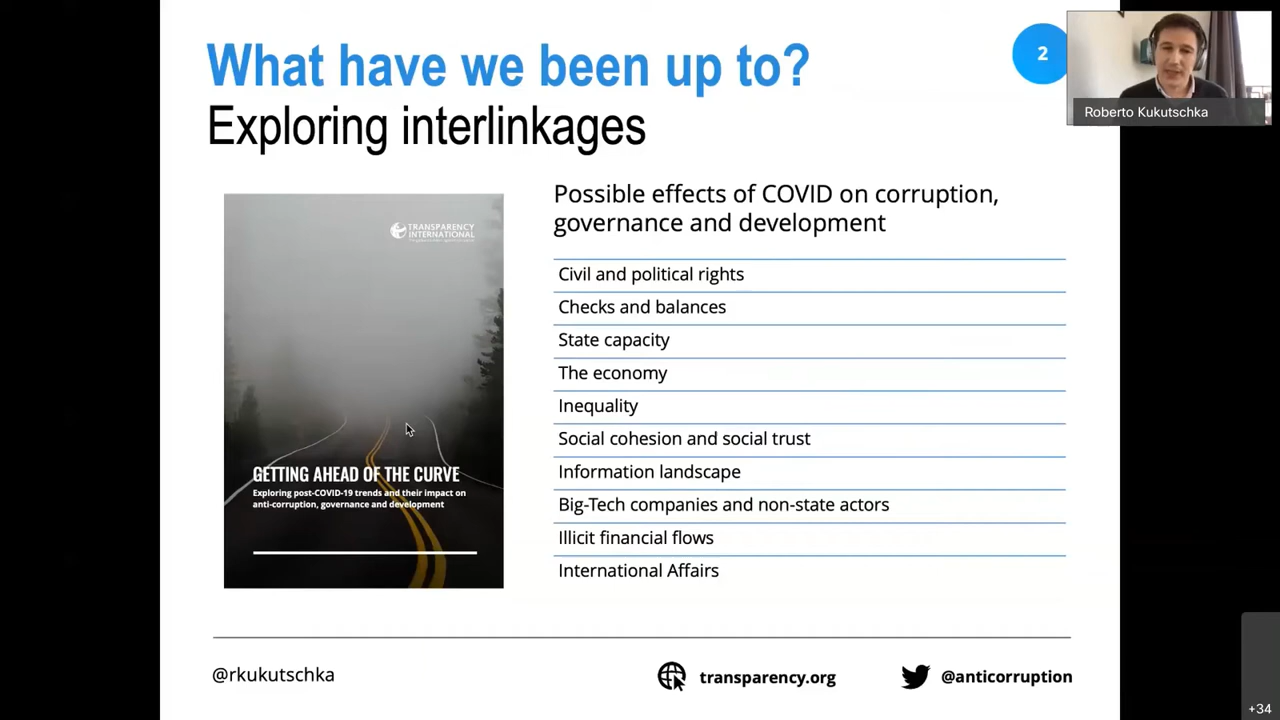 What have we been up to?
Exploring interlinkages
2
Roberto Kukutschka
TRANSPARENCY
INTERNATIONAL
GETTING AHEAD OF THE CURVE
Exploring post-COVID-19 trends and their impact on
anti-corruption, governance and development
Possible effects of COVID on corruption,
governance and development
Civil and political rights
Checks and balances
State capacity
The economy
Inequality
Social cohesion and social trust
Information landscape
Big-Tech companies and non-state actors
Illicit financial flows
International Affairs
@rkukutschka
transparency.org
@anticorruption
+34